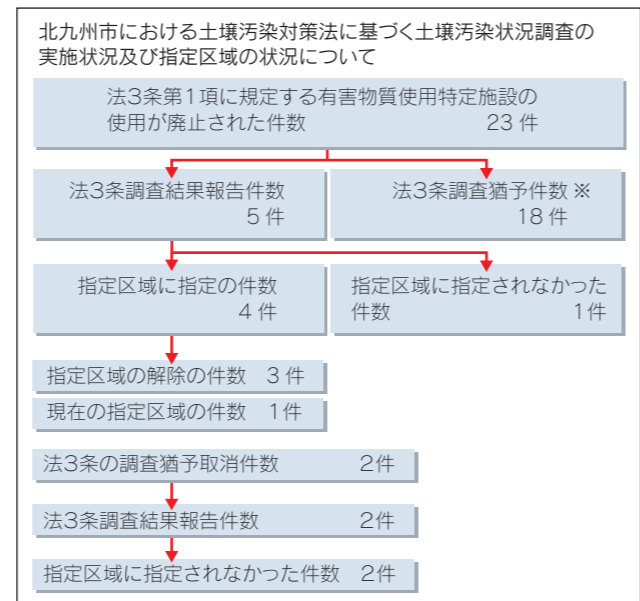 北九州市における土壌汚染対策法に基づく土壌汚染状況調査の
実施状況及び指定区域の状況について
法3条第1項に規定する有害物質使用特定施設の
使用が廃止された件数 23件
法3条調査結果報告件数
5件
法3条調査猶予件数※
18件
指定区域に指定の件数
4件
指定区域に指定されなかった
件数 1件
指定区域の解除の件数 3件
現在の指定区域の件数 1件
法3条の調査猶予取消件数 2件
法3条調査結果報告件数 2件
指定区域に指定されなかった件数 2件